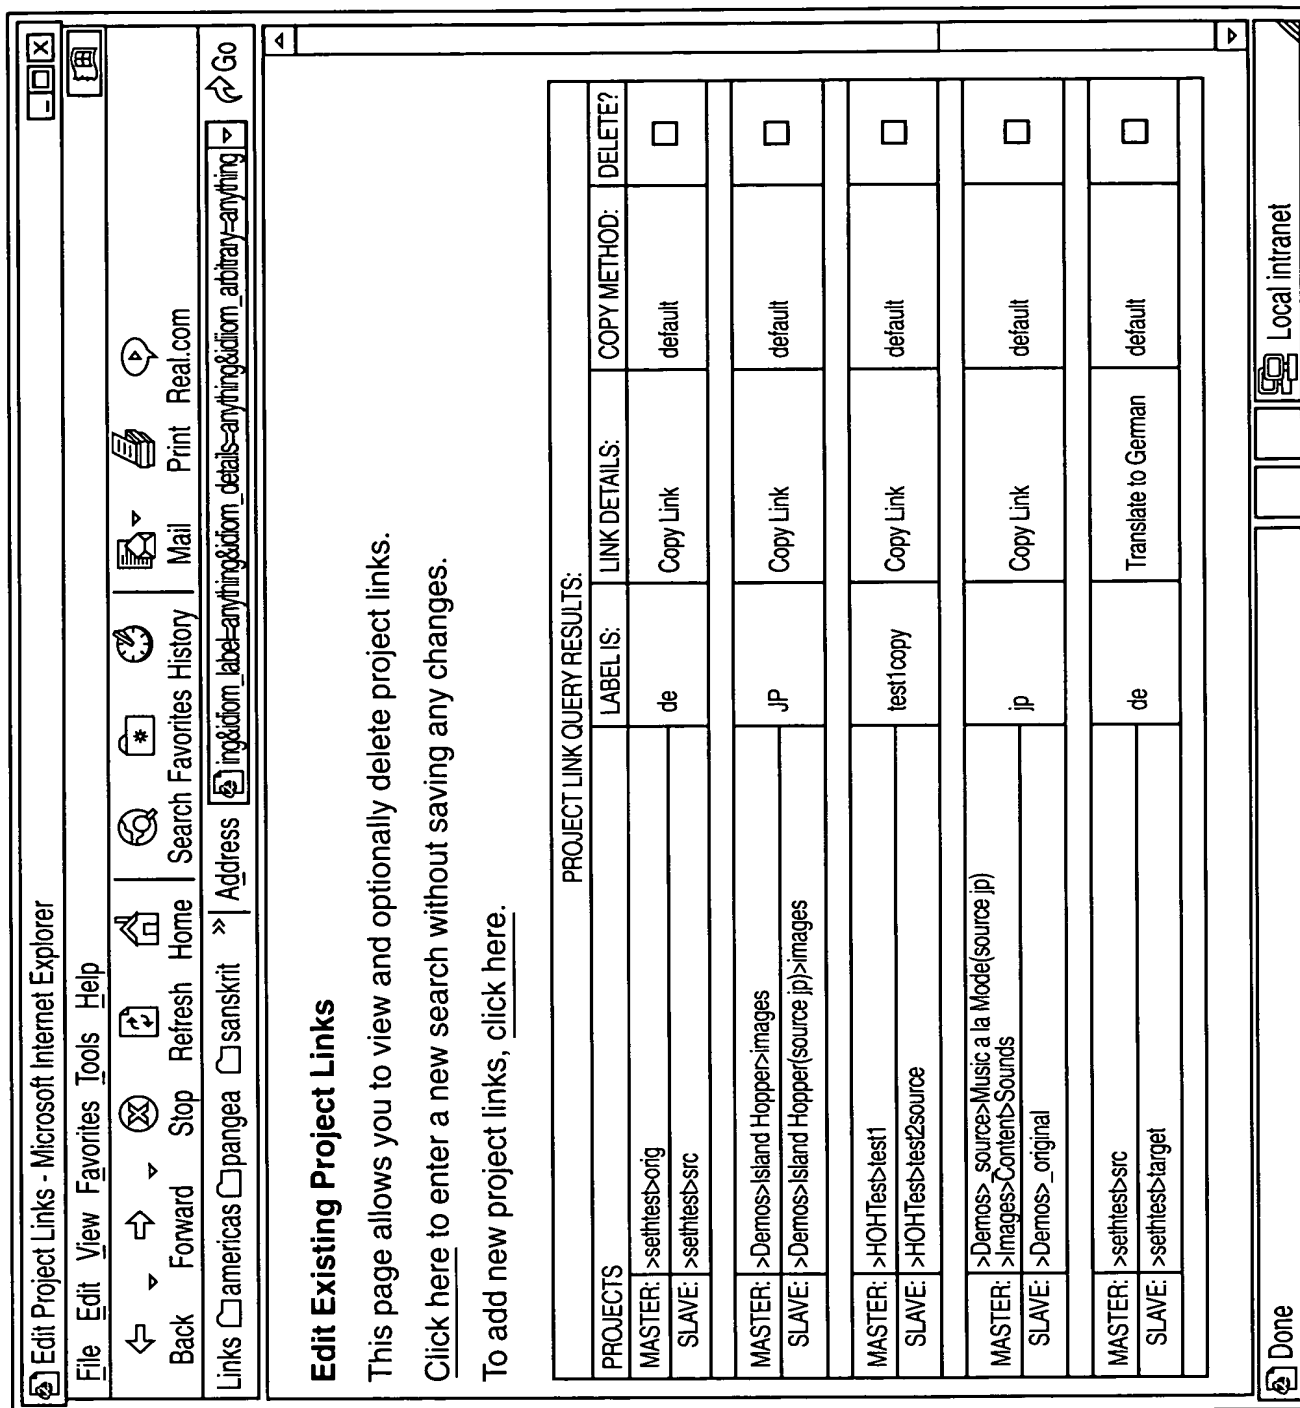 Edit Project Links - Microsoft Internet Explorer
File Edit View Favorites Tools Help
Back Forward Stop Refresh Home Search Favorites History Mail Print Real.com
Links americas pangea sanskrit » Address ing&idiom_label=anything&idiom_details=anything&idiom_arbitrary=anything Go
Edit Existing Project Links
This page allows you to view and optionally delete project links.
Click here to enter a new search without saving any changes.
To add new project links, click here.
PROJECT LINK QUERY RESULTS:
PROJECTS LABEL IS: LINK DETAILS: COPY METHOD: DELETE?
MASTER: >sethtest>orig de Copy Link default
SLAVE: >sethtest>src
MASTER: >Demos>Island Hopper>images JP Copy Link default
SLAVE: >Demos>Island Hopper(source jp)>images
MASTER: >HOHTest>test1 test1copy Copy Link default
SLAVE: >HOHTest>test2source
MASTER: >Demos>_source>Music a la Mode(source jp)
>Images>Content>Sounds jp Copy Link default
SLAVE: >Demos>_original
MASTER: >sethtest>src de Translate to German default
SLAVE: >sethtest>target
Done Local intranet